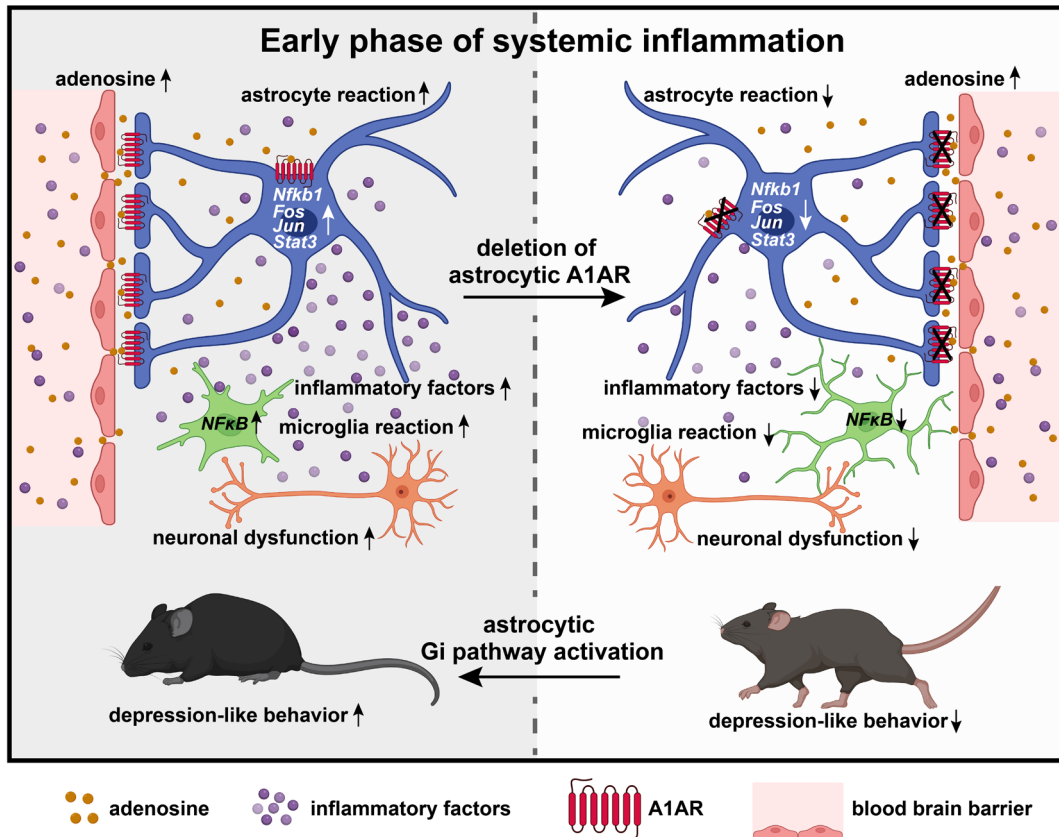 Early phase of systemic inflammation
adenosine ↑
astrocyte reaction ↑
Nfkb1
Fos
Jun
Stat3 ↑
inflammatory factors ↑
NFκB ↑
microglia reaction ↑
neuronal dysfunction ↑
depression-like behavior ↑
deletion of
astrocytic A1AR
astrocytic
Gi pathway activation
astrocyte reaction ↓
adenosine ↑
Nfkb1
Fos
Jun
Stat3 ↓
inflammatory factors ↓
NFκB ↓
microglia reaction ↓
neuronal dysfunction ↓
depression-like behavior ↓
adenosine
inflammatory factors
A1AR
blood brain barrier